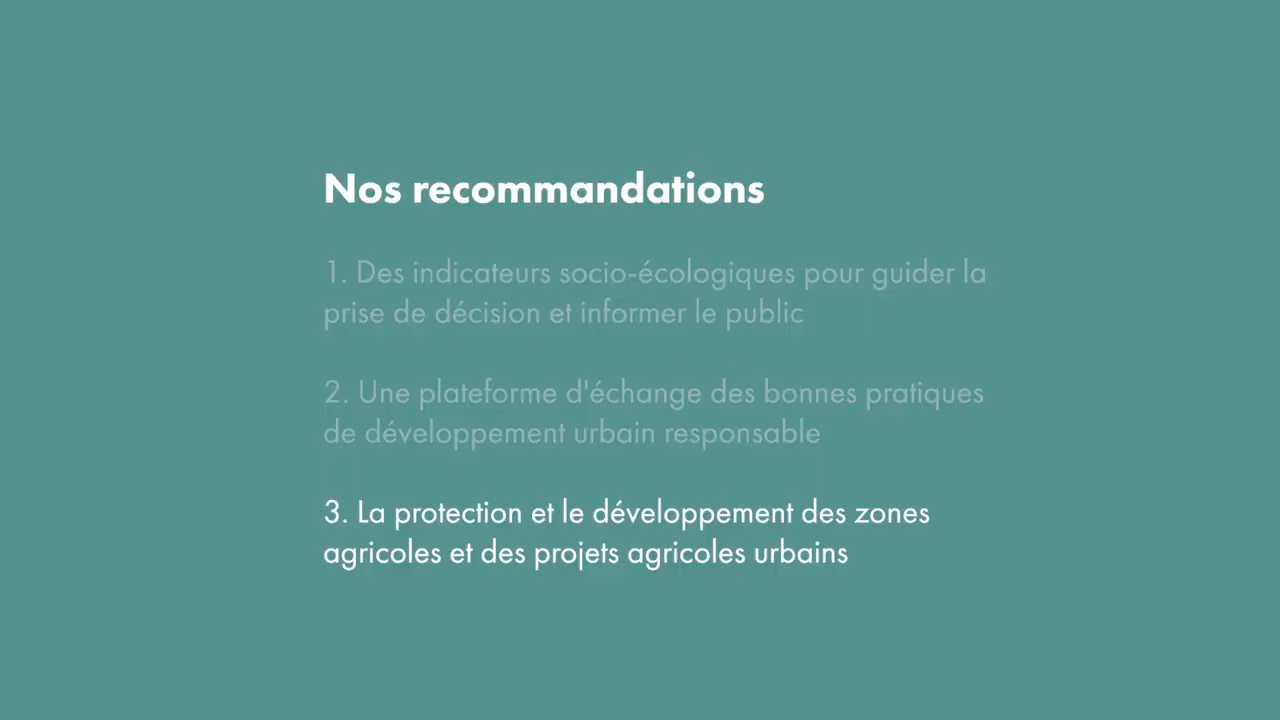 Nos recommandations
1. Des indicateurs socio-écologiques pour guider la
prise de décision et informer le public
2. Une plateforme d'échange des bonnes pratiques
de développement urbain responsable
3. La protection et le développement des zones
agricoles et des projets agricoles urbains